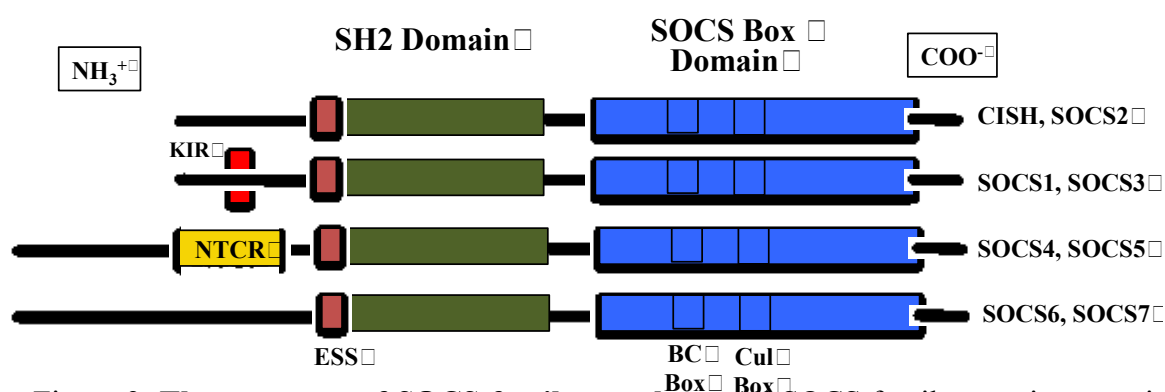 SH2 Domain□
SOCS Box □
Domain□
NH₃⁺□
COO⁻□
CISH, SOCS2□
KIR□
SOCS1, SOCS3□
NTCR□
SOCS4, SOCS5□
SOCS6, SOCS7□
ESS□
BC□
Box□
Cul□
Box□